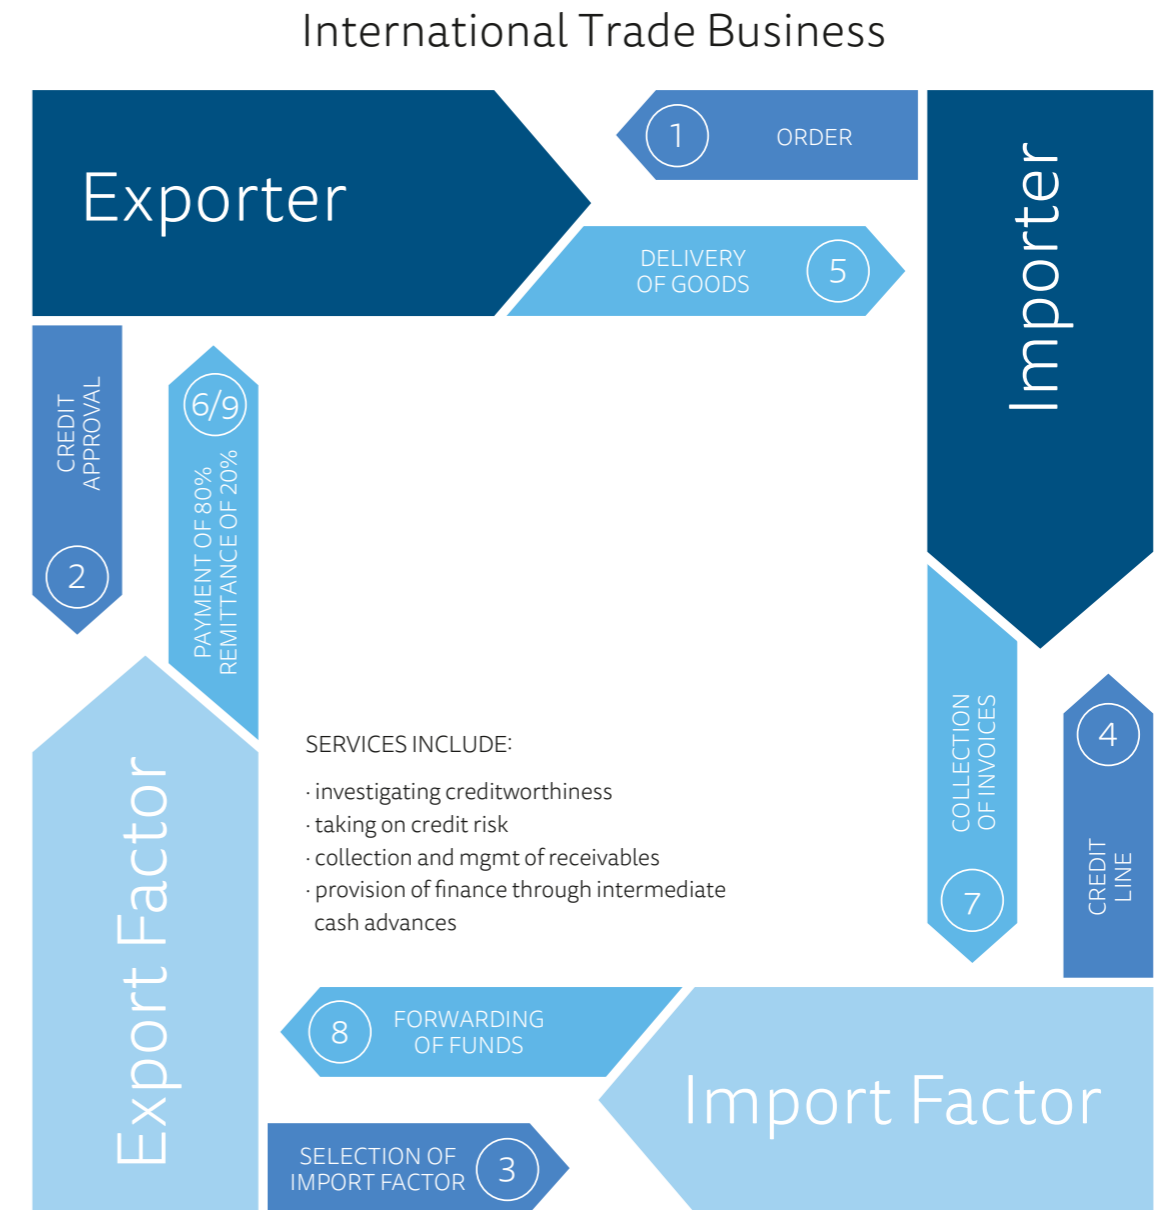 International Trade Business
Exporter
1
ORDER
Importer
DELIVERY
OF GOODS
5
CREDIT
APPROVAL
2
6/9
PAYMENT OF 80%
REMITTANCE OF 20%
COLLECTION
OF INVOICES
7
4
CREDIT
LINE
Export Factor
SERVICES INCLUDE:
· investigating creditworthiness
· taking on credit risk
· collection and mgmt of receivables
· provision of finance through intermediate
cash advances
8
FORWARDING
OF FUNDS
Import Factor
SELECTION OF
IMPORT FACTOR
3